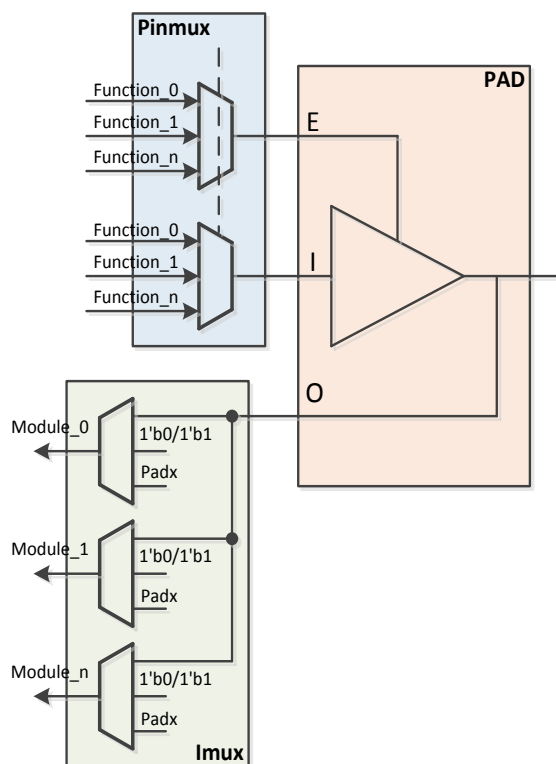 Pinmux
PAD
Function_0
Function_1
Function_n
E
Function_0
Function_1
Function_n
I
O
Module_0
1'b0/1'b1
Padx
Module_1
1'b0/1'b1
Padx
Module_n
1'b0/1'b1
Padx
Imux